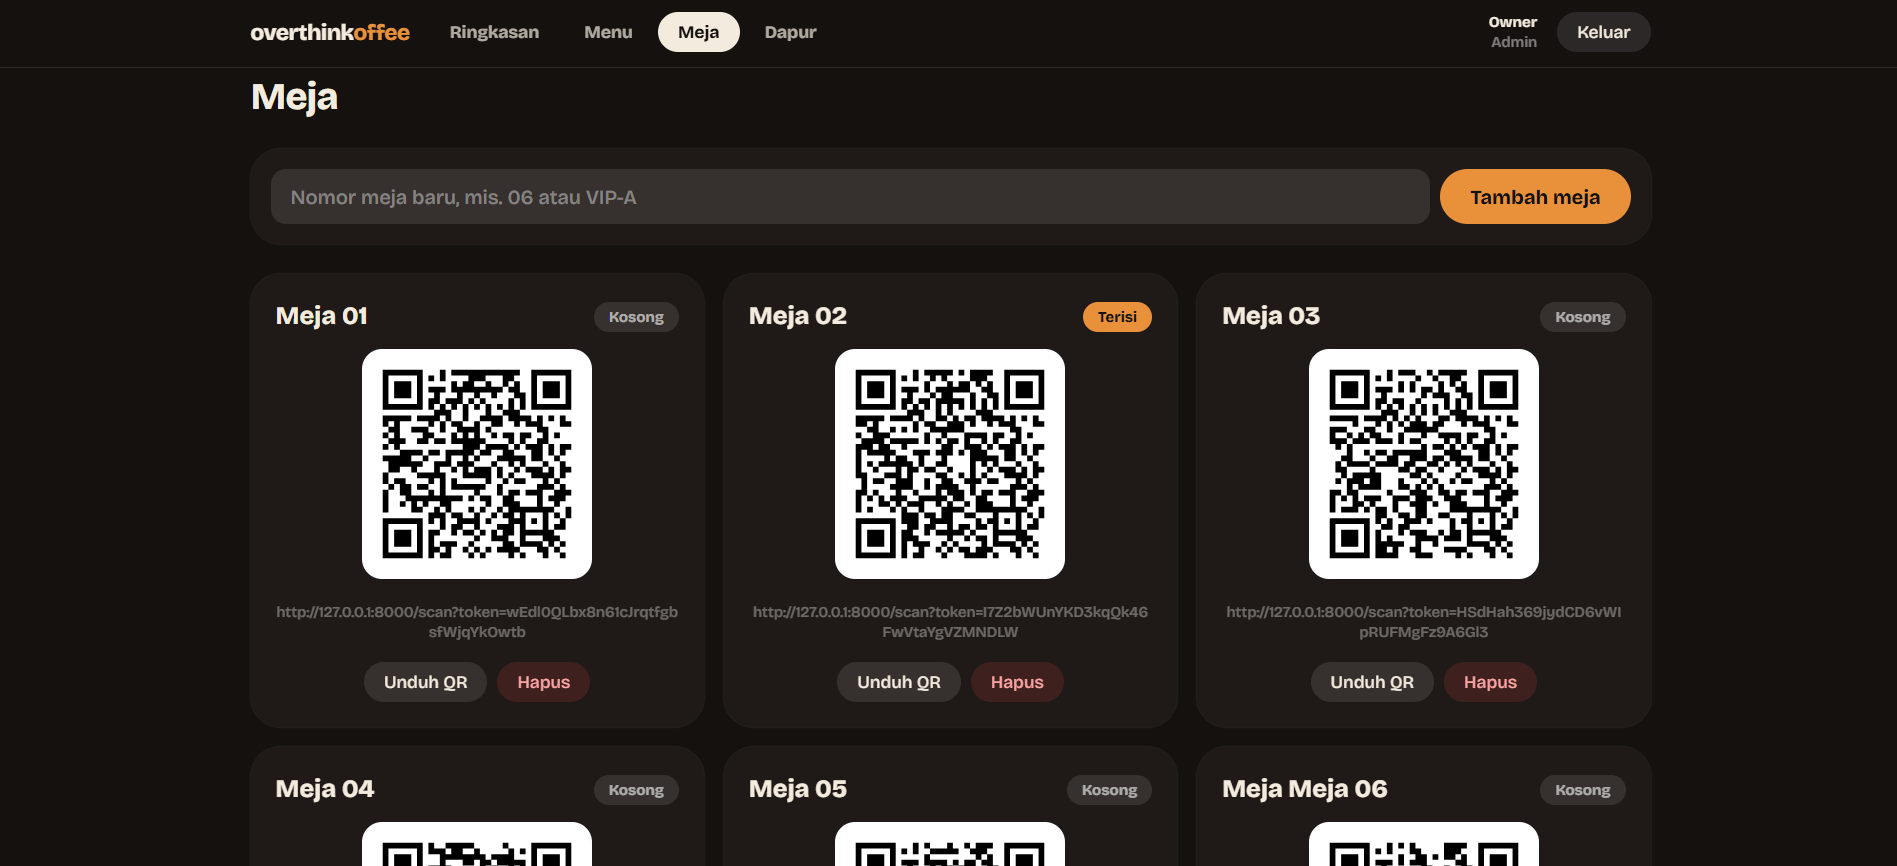 overthinkoffee Ringkasan Menu Meja Dapur Owner Keluar
Admin
Meja
Nomor meja baru, mis. 06 atau VIP-A Tambah meja
Meja 01 Kosong
http://127.0.0.1:8000/scan?token=wEdl0QLbx8n61cJrqtfgb
sfWjqYkOwtb
Unduh QR Hapus
Meja 02 Terisi
http://127.0.0.1:8000/scan?token=I7Z2bWUnYKD3kqQk46
FwVtaYgVZMNDLW
Unduh QR Hapus
Meja 03 Kosong
http://127.0.0.1:8000/scan?token=HSdHah369jydCD6vWI
pRUFMgFz9A6Gl3
Unduh QR Hapus
Meja 04 Kosong
Meja 05 Kosong
Meja Meja 06 Kosong